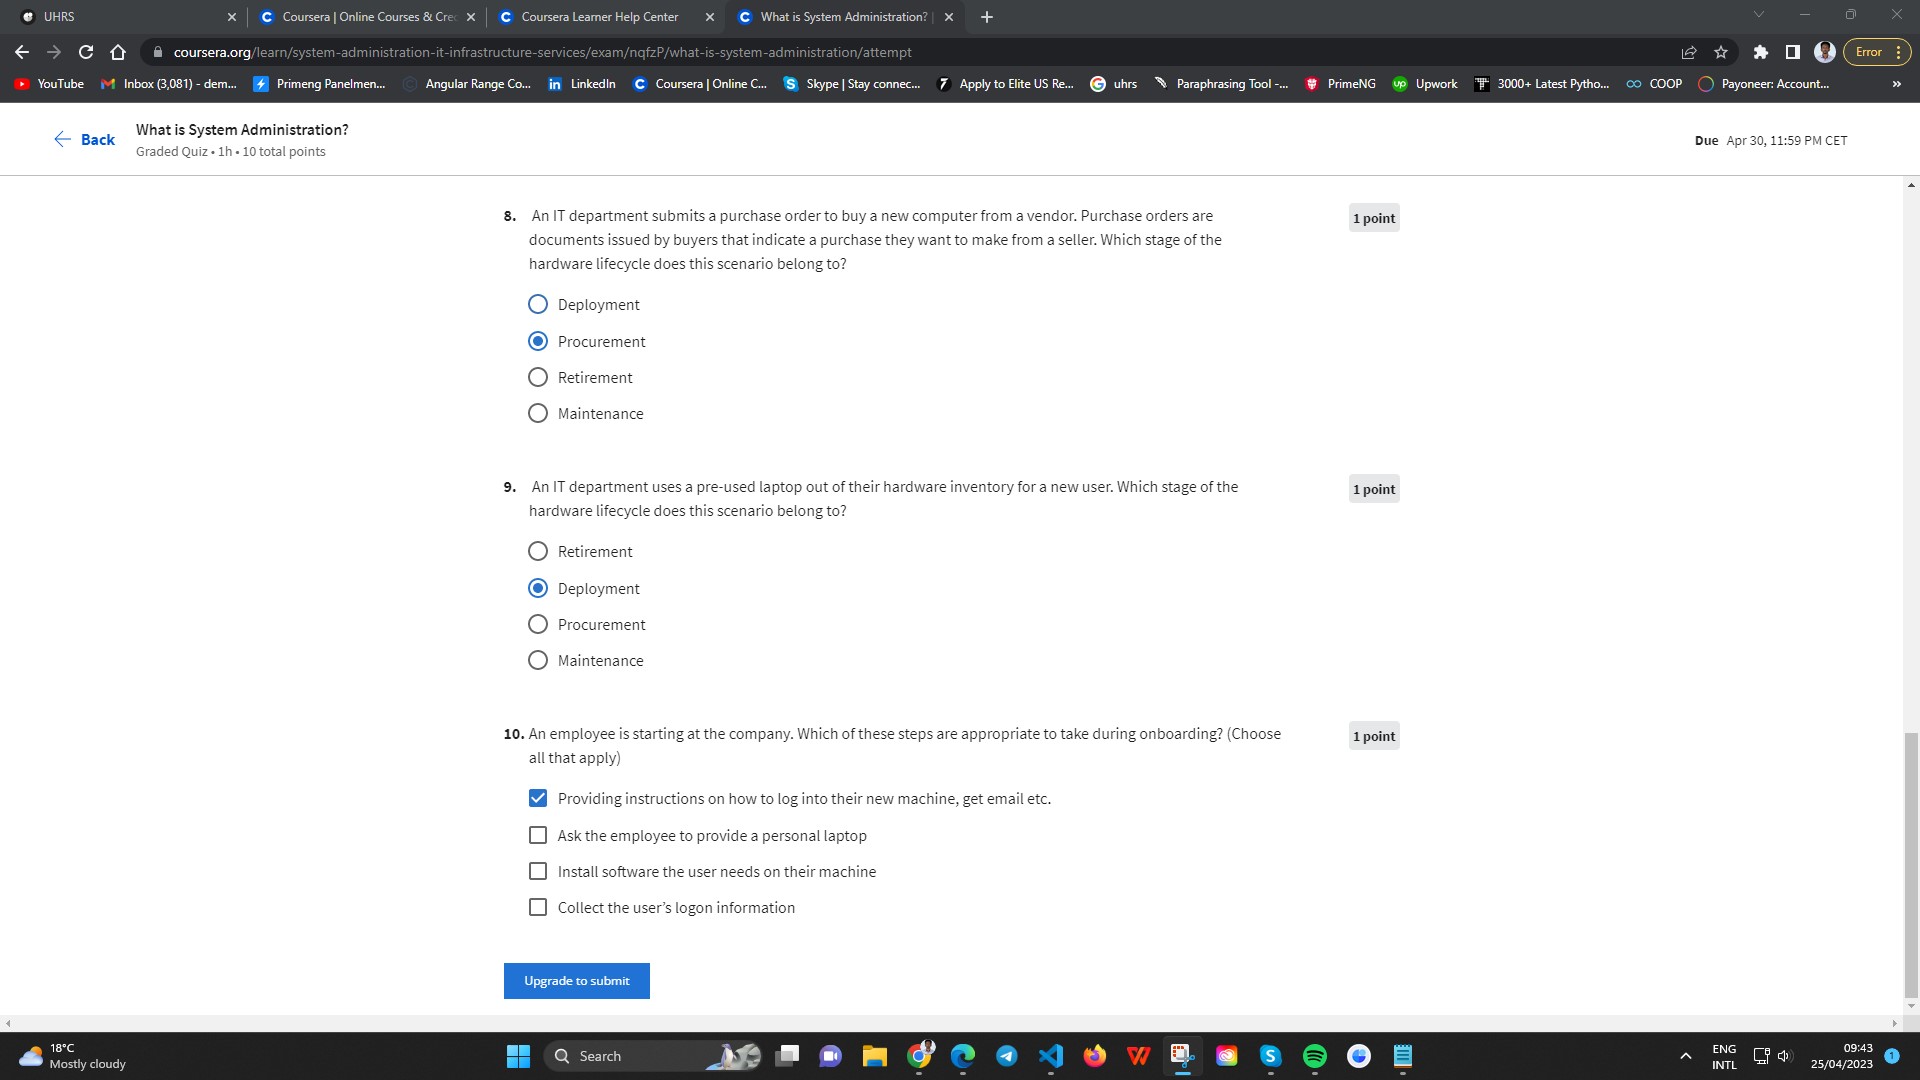 UHRS
Coursera | Online Courses & Cre
Coursera Learner Help Center
What is System Administration? |
coursera.org/learn/system-administration-it-infrastructure-services/exam/nqfzP/what-is-system-administration/attempt
Error
YouTube
Inbox (3,081) - dem...
Primeng Panelmen...
Angular Range Co...
LinkedIn
Coursera | Online C...
Skype | Stay connec...
Apply to Elite US Re...
uhrs
Paraphrasing Tool -...
PrimeNG
Upwork
3000+ Latest Pytho...
COOP
Payoneer: Account...
»
Back
What is System Administration?
Graded Quiz • 1h • 10 total points
Due Apr 30, 11:59 PM CET
8. An IT department submits a purchase order to buy a new computer from a vendor. Purchase orders are
documents issued by buyers that indicate a purchase they want to make from a seller. Which stage of the
hardware lifecycle does this scenario belong to?
1 point
Deployment
Procurement
Retirement
Maintenance
9. An IT department uses a pre-used laptop out of their hardware inventory for a new user. Which stage of the
hardware lifecycle does this scenario belong to?
1 point
Retirement
Deployment
Procurement
Maintenance
10. An employee is starting at the company. Which of these steps are appropriate to take during onboarding? (Choose
all that apply)
1 point
Providing instructions on how to log into their new machine, get email etc.
Ask the employee to provide a personal laptop
Install software the user needs on their machine
Collect the user’s logon information
Upgrade to submit
18°C
Mostly cloudy
Search
ENG
INTL
09:43
25/04/2023
1